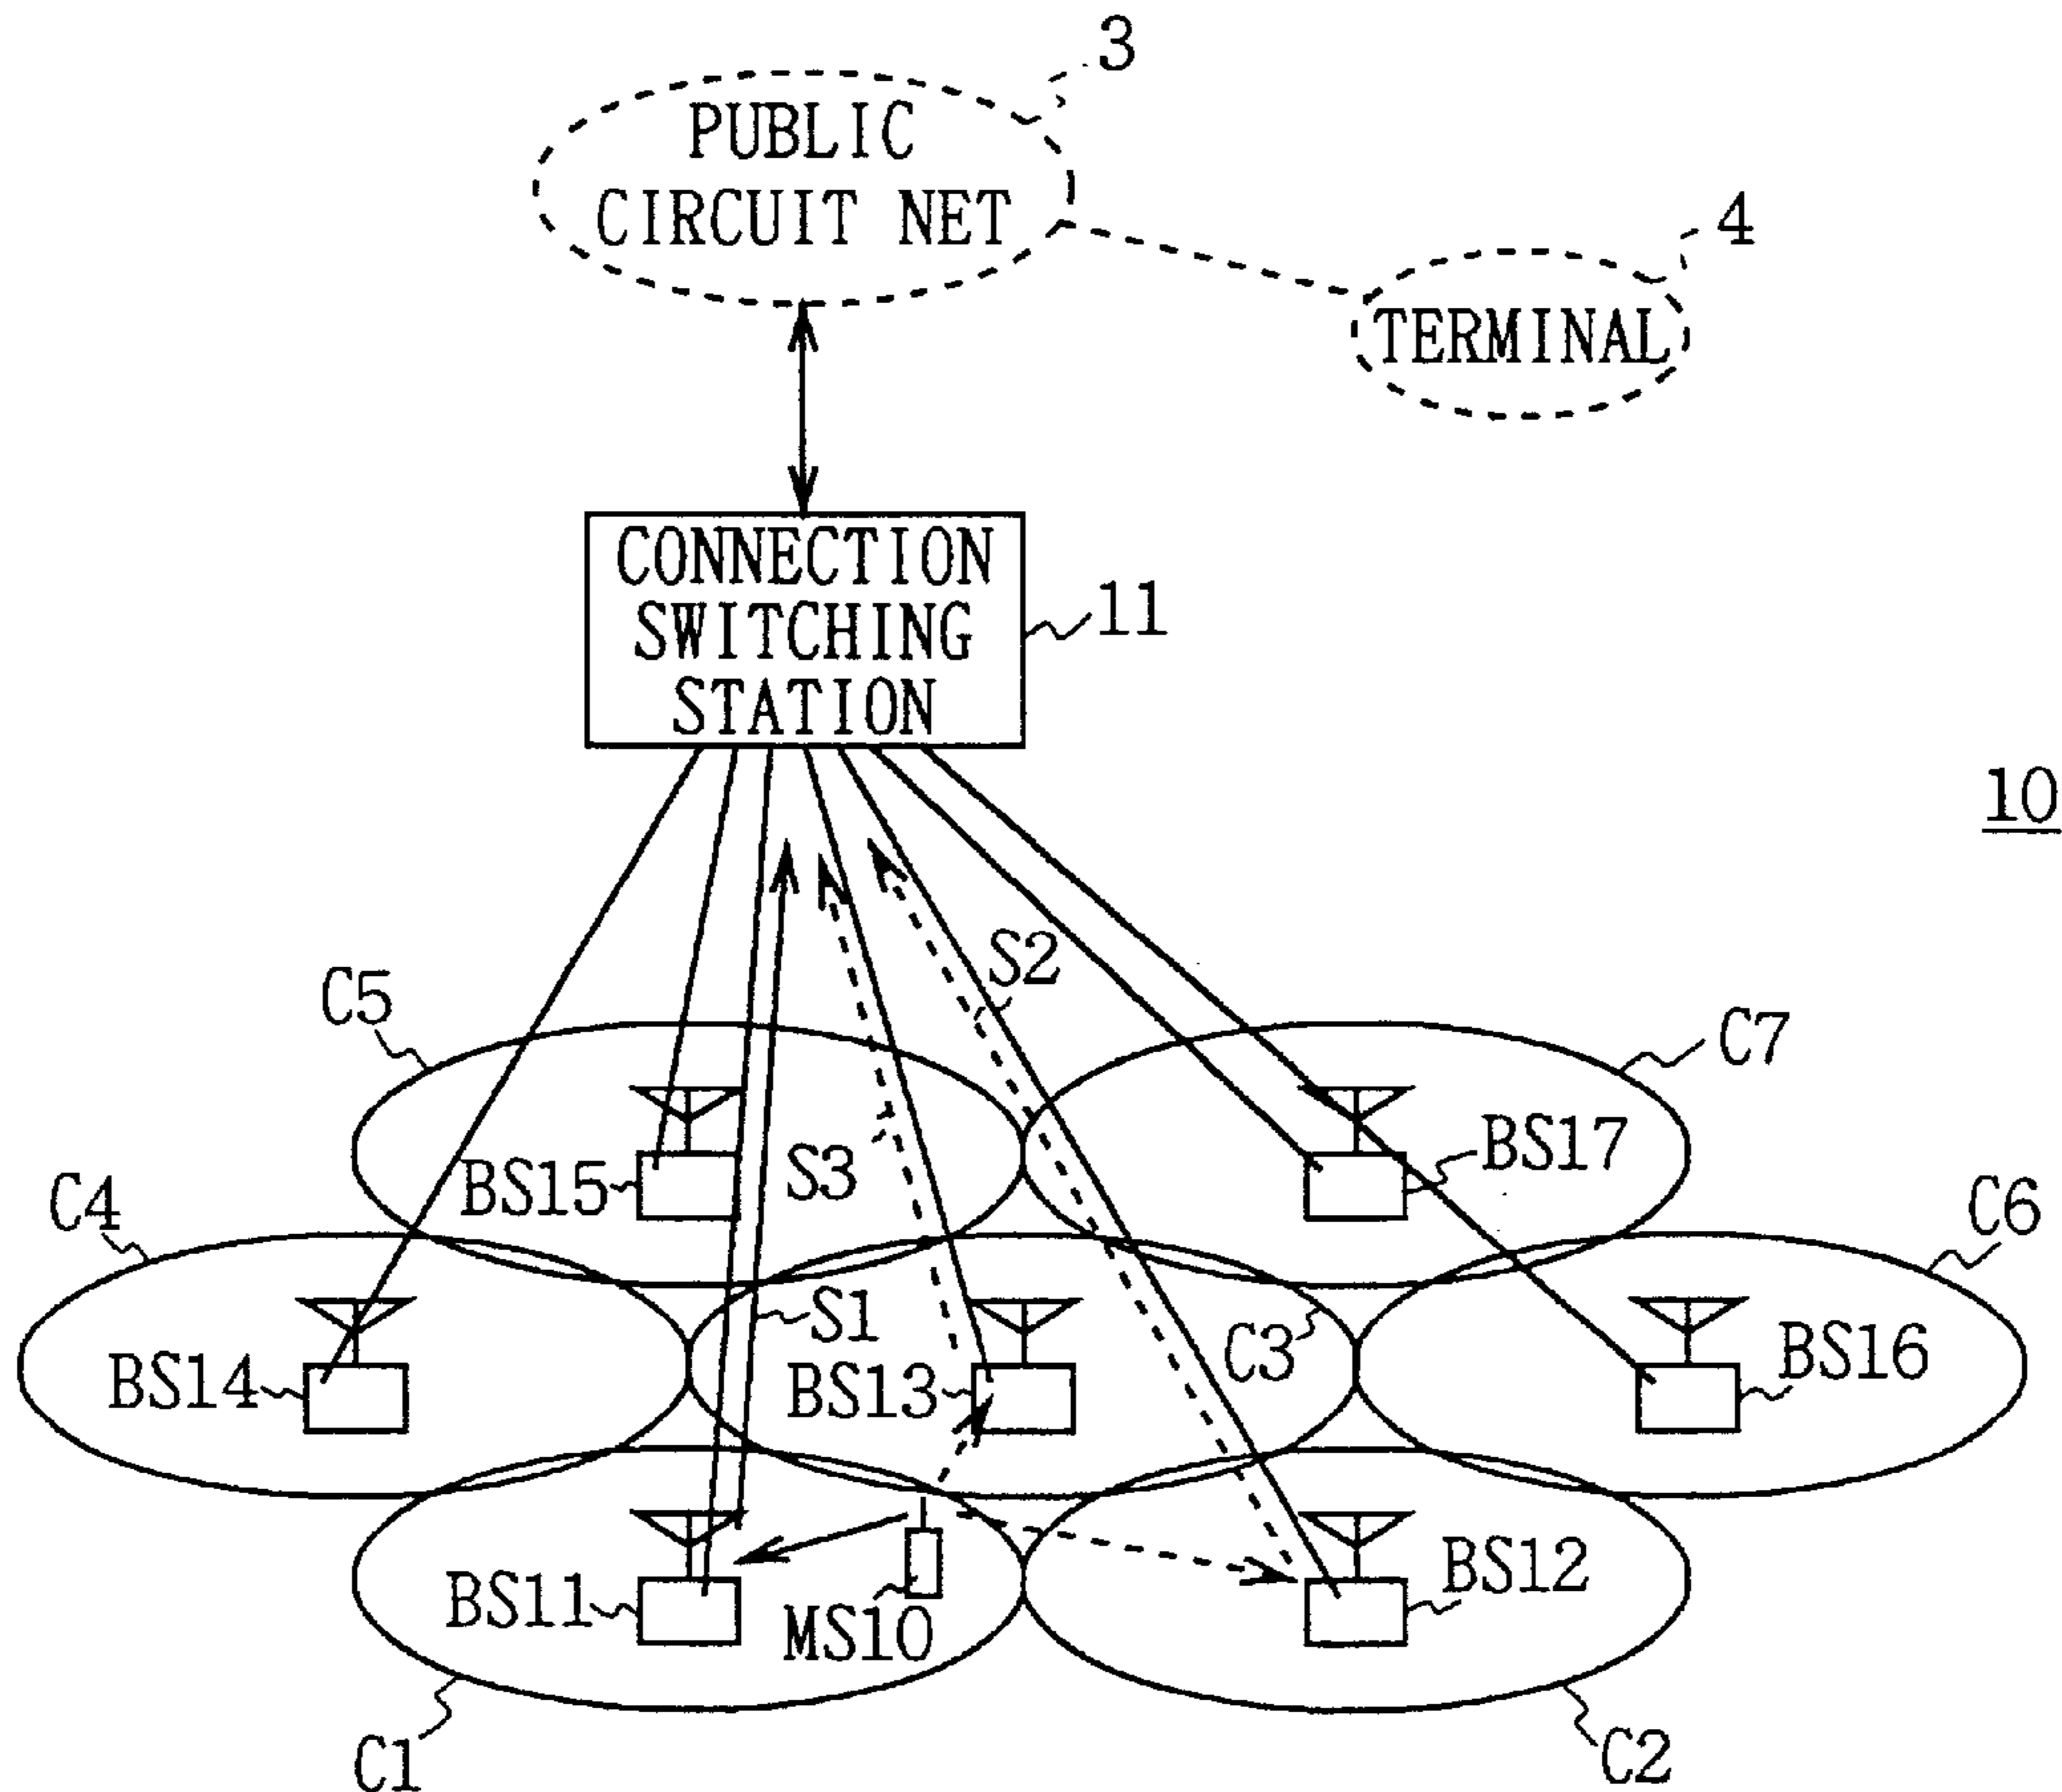 3
PUBLIC
CIRCUIT NET
4
TERMINAL
CONNECTION
SWITCHING
STATION
11
10
S2
C5
C7
BS17
BS15
S3
C4
C6
S1
C3
BS14
BS13
BS16
BS12
BS11
MS10
C1
C2